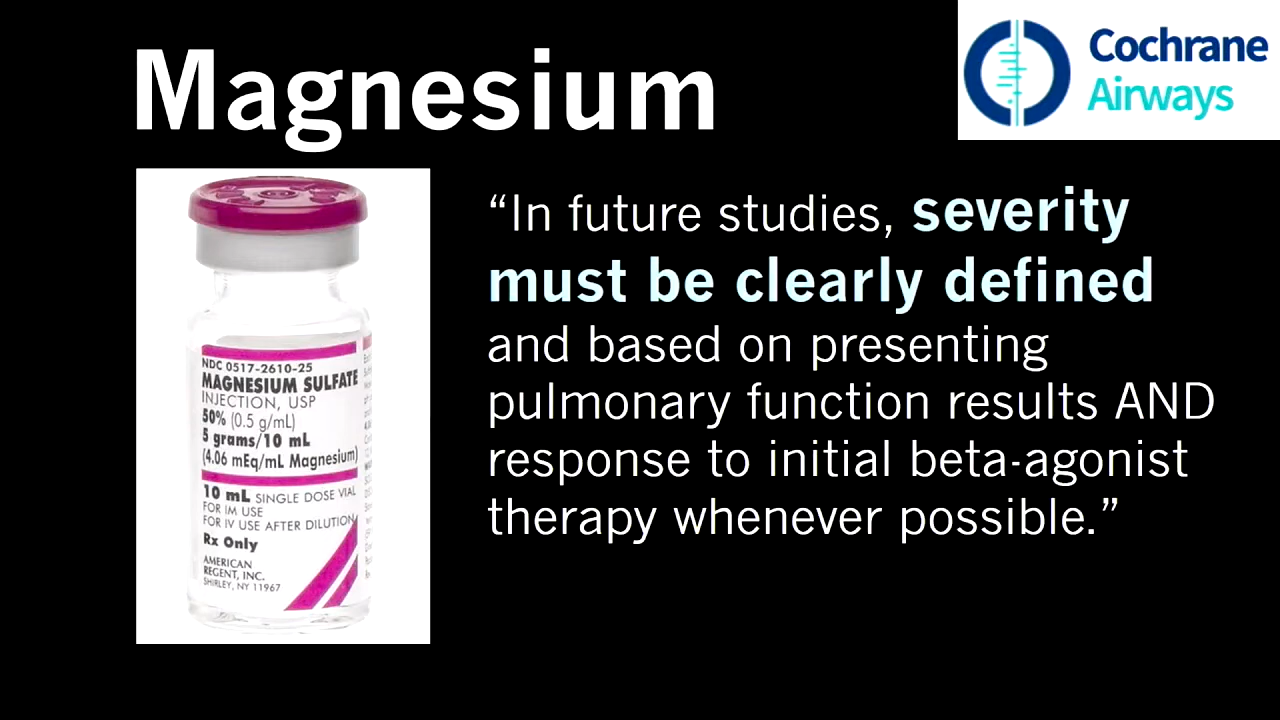 Magnesium
Cochrane
Airways
“In future studies, severity
must be clearly defined
and based on presenting
pulmonary function results AND
response to initial beta-agonist
therapy whenever possible.”
NDC 0517-2610-25
MAGNESIUM SULFATE
INJECTION, USP
50% (0.5 g/mL)
5 grams/10 mL
(4.06 mEq/mL Magnesium)
10 mL SINGLE DOSE VIAL
FOR IM USE
FOR IV USE AFTER DILUTION
Rx Only
AMERICAN
REGENT, INC.
SHIRLEY, NY 11967